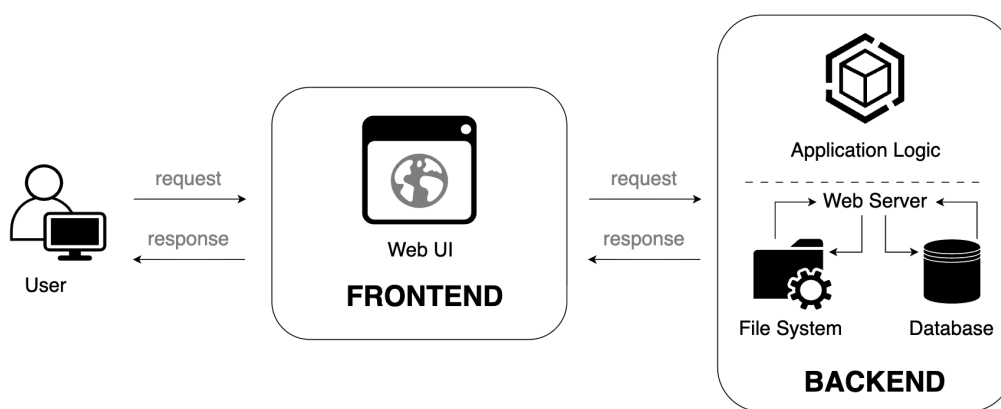 User
request
response
Web UI
FRONTEND
request
response
Application Logic
Web Server
File System
Database
BACKEND